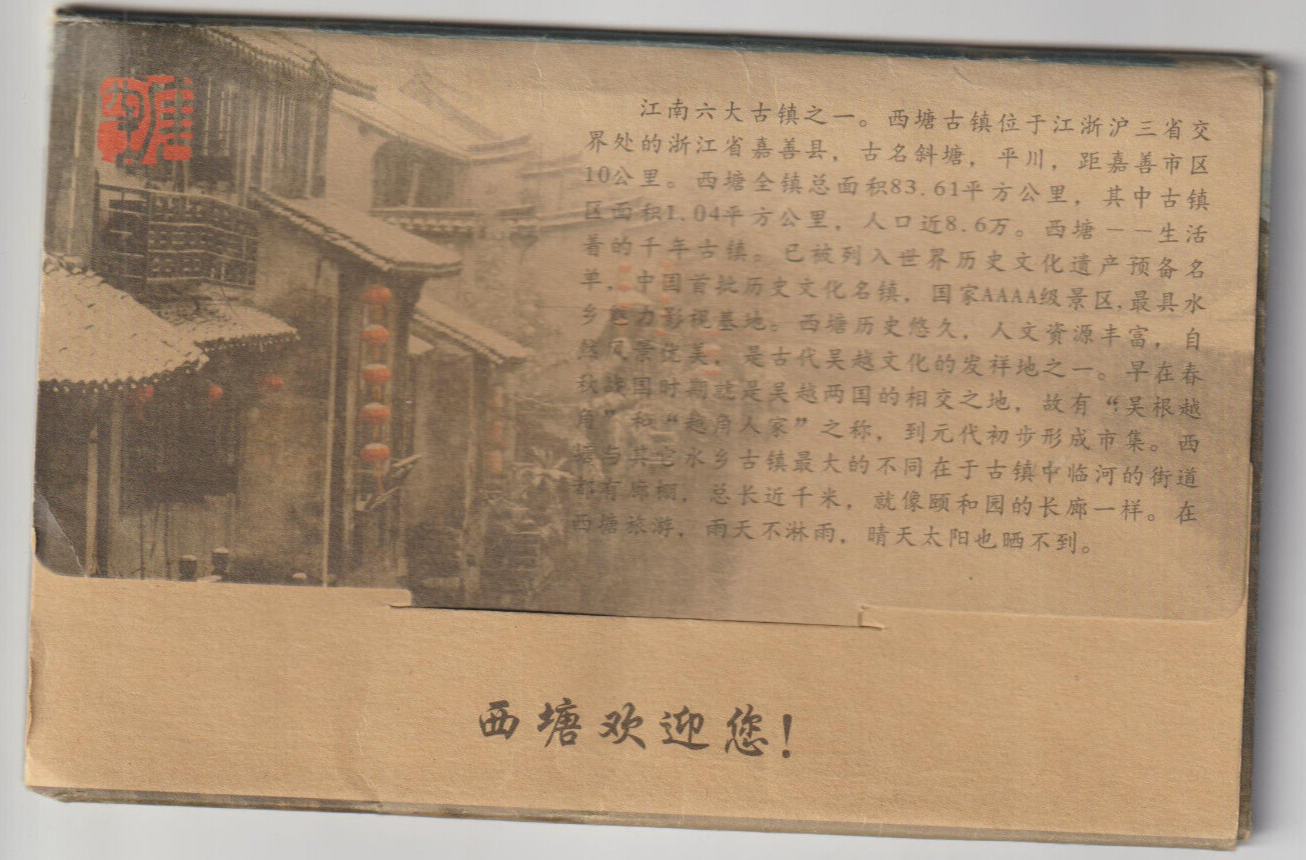 西塘
江南六大古镇之一。西塘古镇位于江浙沪三省交
界处的浙江省嘉善县，古名斜塘，平川，距嘉善市区
10公里。西塘全镇总面积83.61平方公里，其中古镇
区面积1.04平方公里，人口近8.6万。西塘——生活
着的千年古镇。已被列入世界历史文化遗产预备名
单，中国首批历史文化名镇，国家AAAA级景区,最具水
乡魅力影视基地。西塘历史悠久，人文资源丰富，自
然风景优美，是古代吴越文化的发祥地之一。早在春
秋战国时期就是吴越两国的相交之地，故有“吴根越
角”和“越角人家”之称，到元代初步形成市集。西
塘与其它水乡古镇最大的不同在于古镇中临河的街道
都有廊棚，总长近千米，就像颐和园的长廊一样。在
西塘旅游，雨天不淋雨，晴天太阳也晒不到。
西塘欢迎您!